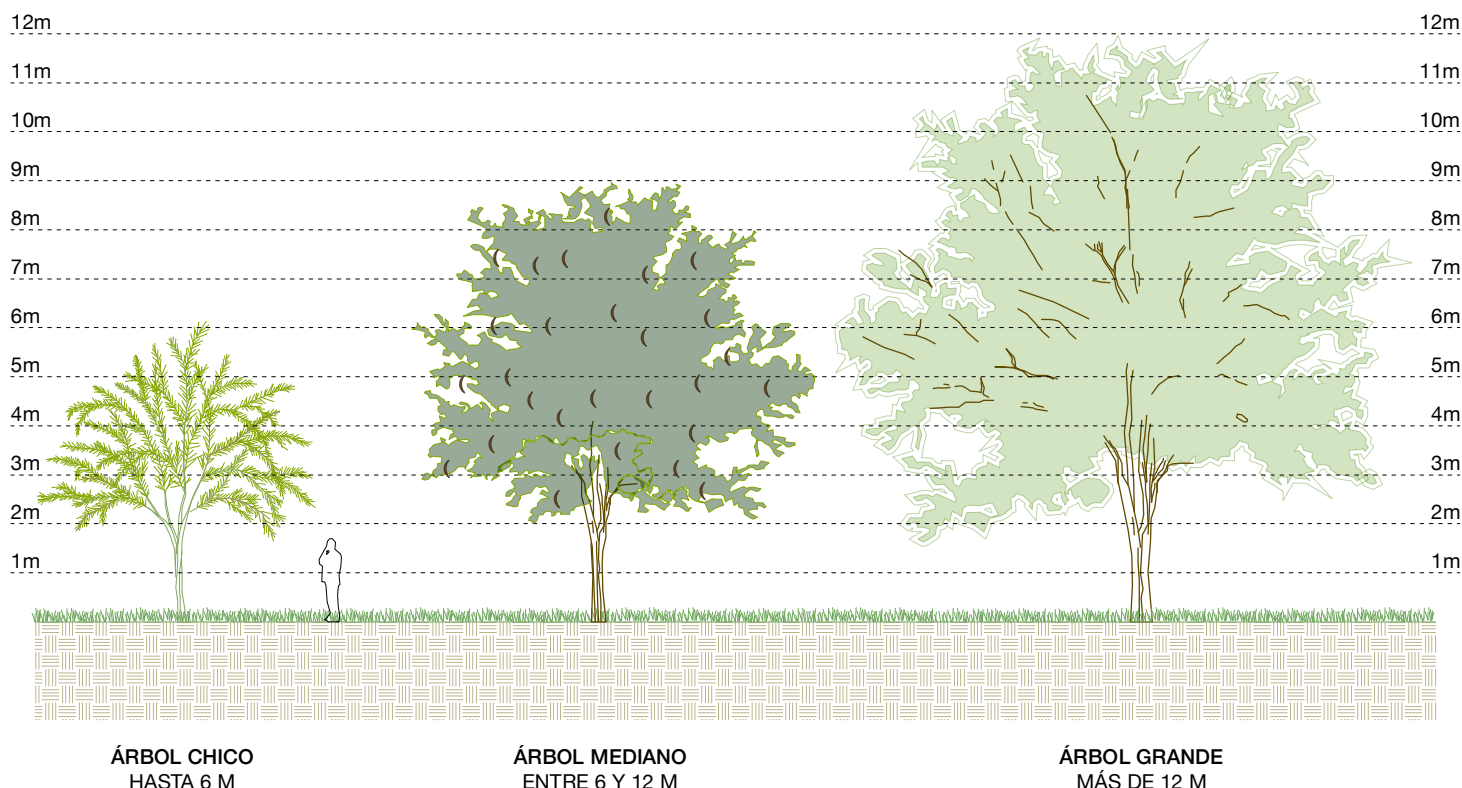 12m 12m
11m 11m
10m 10m
9m 9m
8m 8m
7m 7m
6m 6m
5m 5m
4m 4m
3m 3m
2m 2m
1m 1m
ÁRBOL CHICO
HASTA 6 M
ÁRBOL MEDIANO
ENTRE 6 Y 12 M
ÁRBOL GRANDE
MÁS DE 12 M